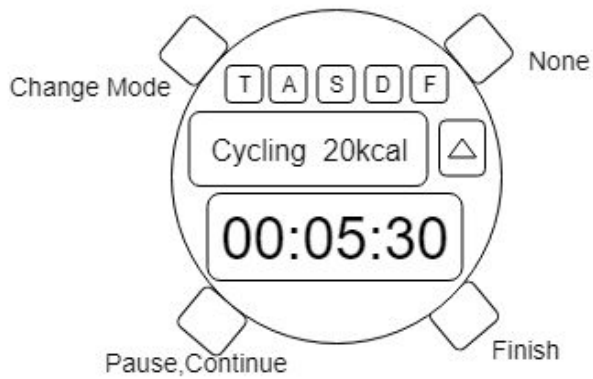 None
Change Mode
T A S D F
Cycling 20kcal
00:05:30
Pause,Continue
Finish